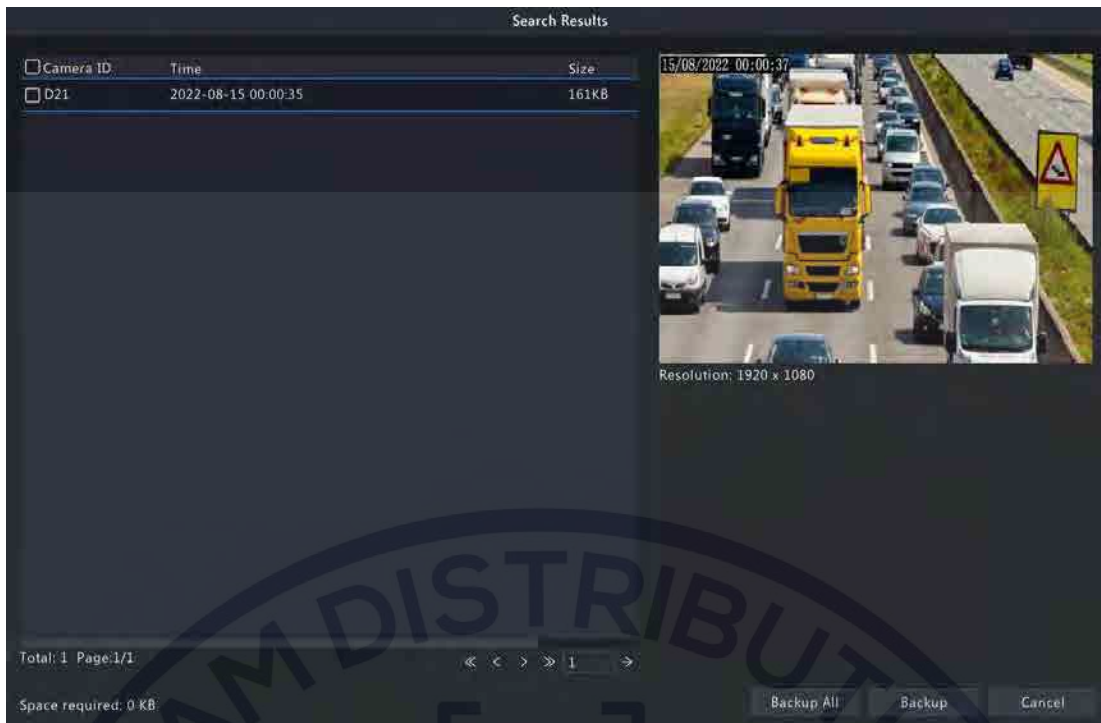 Search Results
Camera ID Time Size
D21 2022-08-15 00:00:35 161KB
15/08/2022 00:00:37
Resolution: 1920 x 1080
Total: 1 Page:1/1
« < > » 1 →
Space required: 0 KB
Backup All Backup Cancel
DISTRIBUT